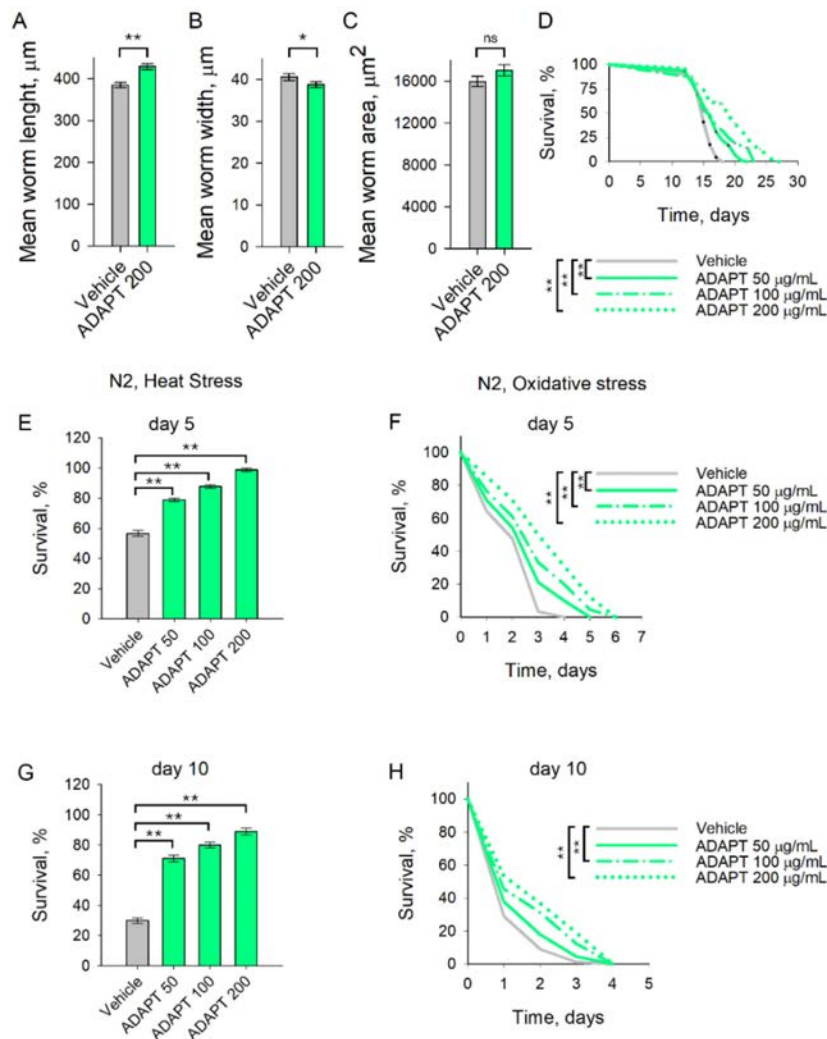 A
Mean worm lenght, μm
400
300
200
100
0
**
Vehicle
ADAPT 200
B
Mean worm width, μm
40
20
0
*
Vehicle
ADAPT 200
C
Mean worm area, μm²
16000
12000
8000
4000
0
ns
Vehicle
ADAPT 200
D
Survival, %
100
75
50
25
0
0 5 10 15 20 25 30
Time, days
** ** **
Vehicle
ADAPT 50 μg/mL
ADAPT 100 μg/mL
ADAPT 200 μg/mL
N2, Heat Stress
N2, Oxidative stress
E
day 5
Survival, %
120
100
80
60
40
20
0
**
**
**
Vehicle
ADAPT 50
ADAPT 100
ADAPT 200
F
day 5
Survival, %
100
80
60
40
20
0
0 1 2 3 4 5 6 7
Time, days
** ** **
Vehicle
ADAPT 50 μg/mL
ADAPT 100 μg/mL
ADAPT 200 μg/mL
G
day 10
Survival, %
120
100
80
60
40
20
0
**
**
**
Vehicle
ADAPT 50
ADAPT 100
ADAPT 200
H
day 10
Survival, %
100
80
60
40
20
0
0 1 2 3 4 5
Time, days
** **
Vehicle
ADAPT 50 μg/mL
ADAPT 100 μg/mL
ADAPT 200 μg/mL